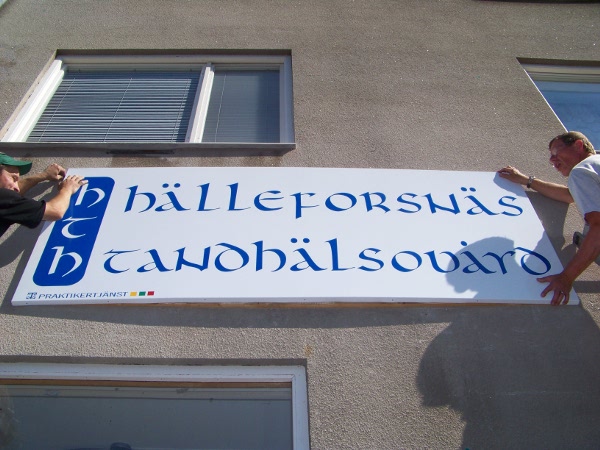 hth
hälleforsnäs
tandhälsovård
PRAKTIKERTJÄNST